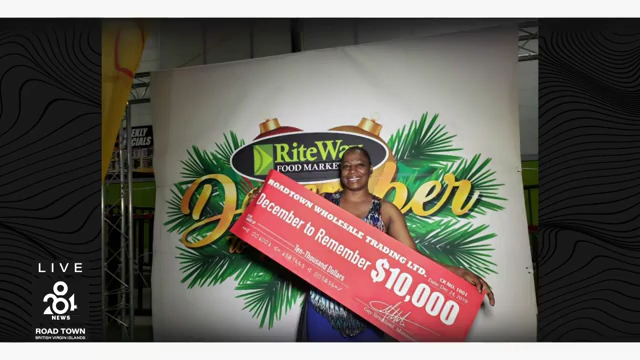 WEEKLY
SPECIALS
RiteWay
FOOD MARKETS
December
ROADTOWN WHOLESALE TRADING LTD.
December to Remember
$10,000
Ten-Thousand Dollars
LIVE
284
NEWS
ROAD TOWN
BRITISH VIRGIN ISLANDS